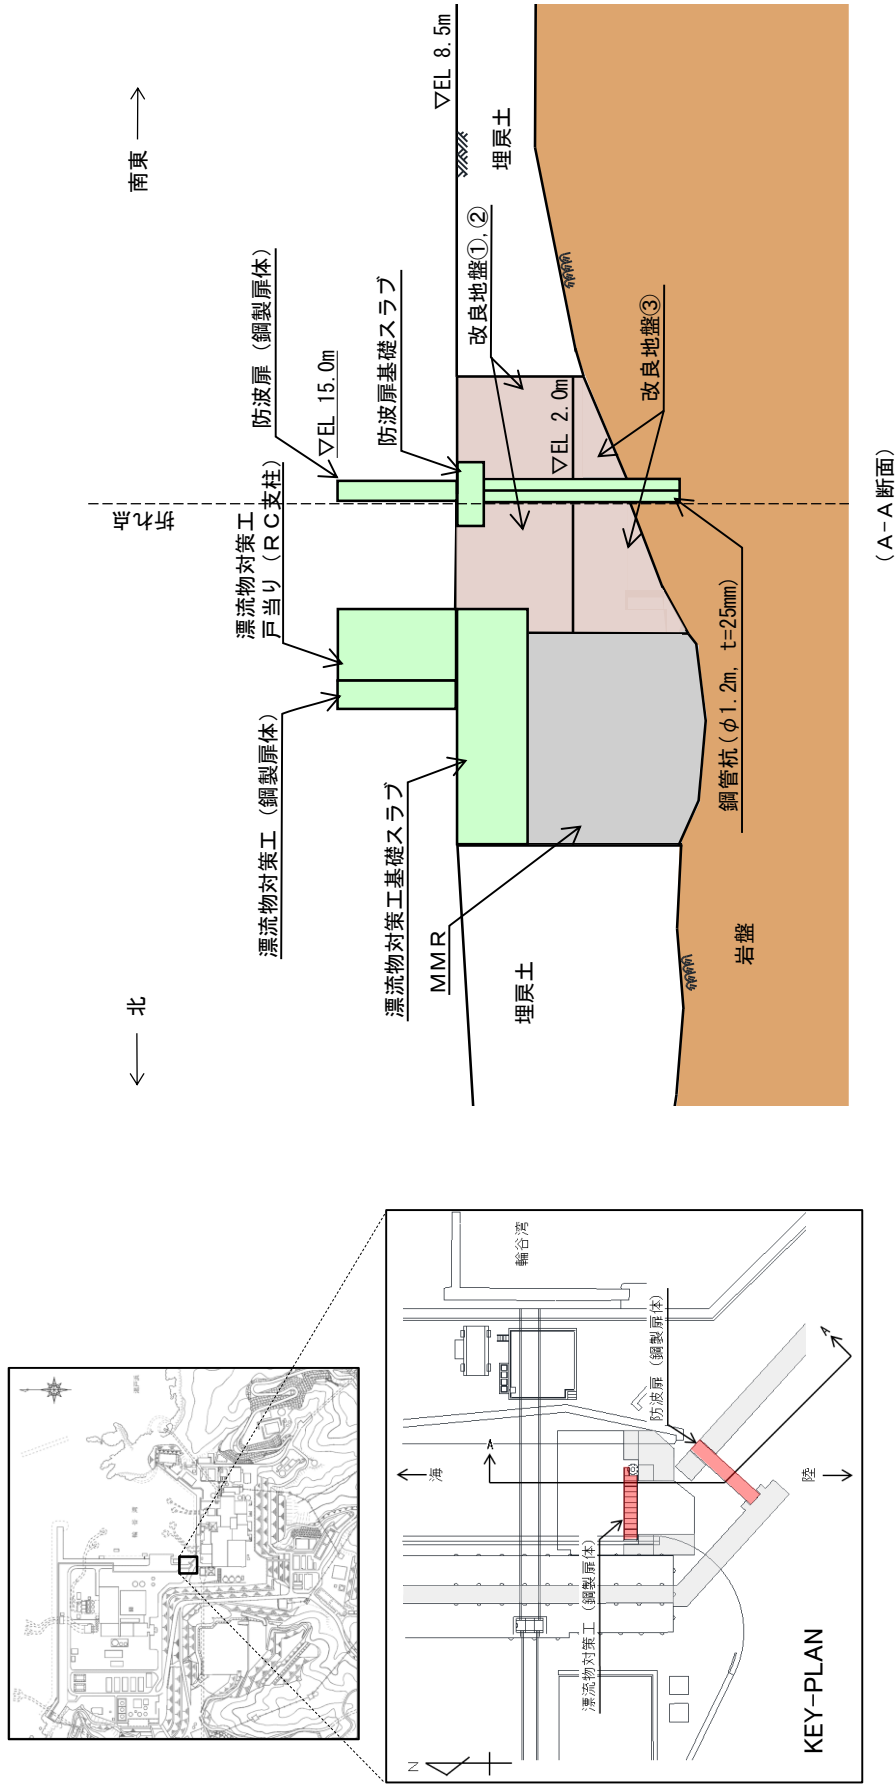 北
南東
折れ点
漂流物対策工（鋼製扉体）
漂流物対策工
戸当り（ＲＣ支柱）
防波扉（鋼製扉体）
▽EL 15.0m
漂流物対策工基礎スラブ
防波扉基礎スラブ
▽EL 8.5m
ＭＭＲ
改良地盤①,②
埋戻土
埋戻土
▽EL 2.0m
改良地盤③
鋼管杭(φ1.2m, t=25mm)
岩盤
（Ａ-Ａ断面）
輪谷湾
N
海
A
漂流物対策工（鋼製扉体）
防波扉（鋼製扉体）
A
陸
KEY-PLAN
輪谷湾